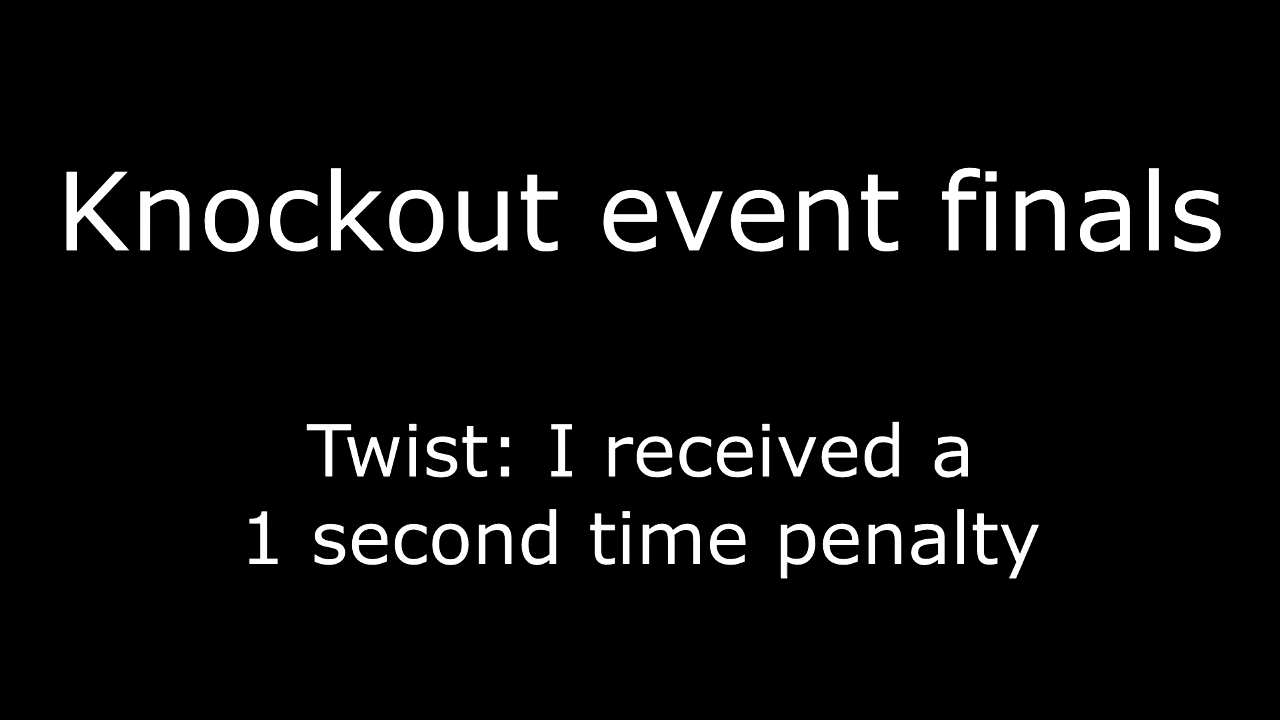 Knockout event finals
Twist: I received a
1 second time penalty